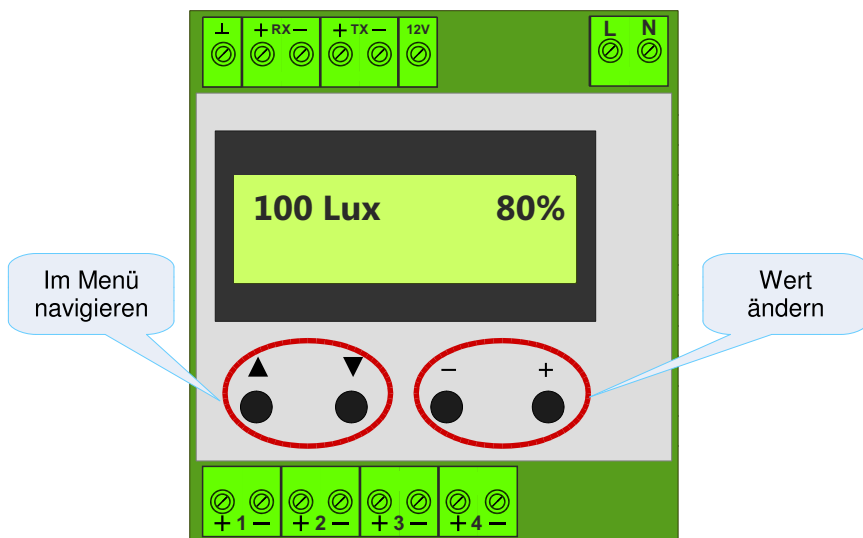 ⊥ + RX − + TX − 12V L N
100 Lux 80%
Im Menü
navigieren
Wert
ändern
▲ ▼ − +
+ 1 − + 2 − + 3 − + 4 −